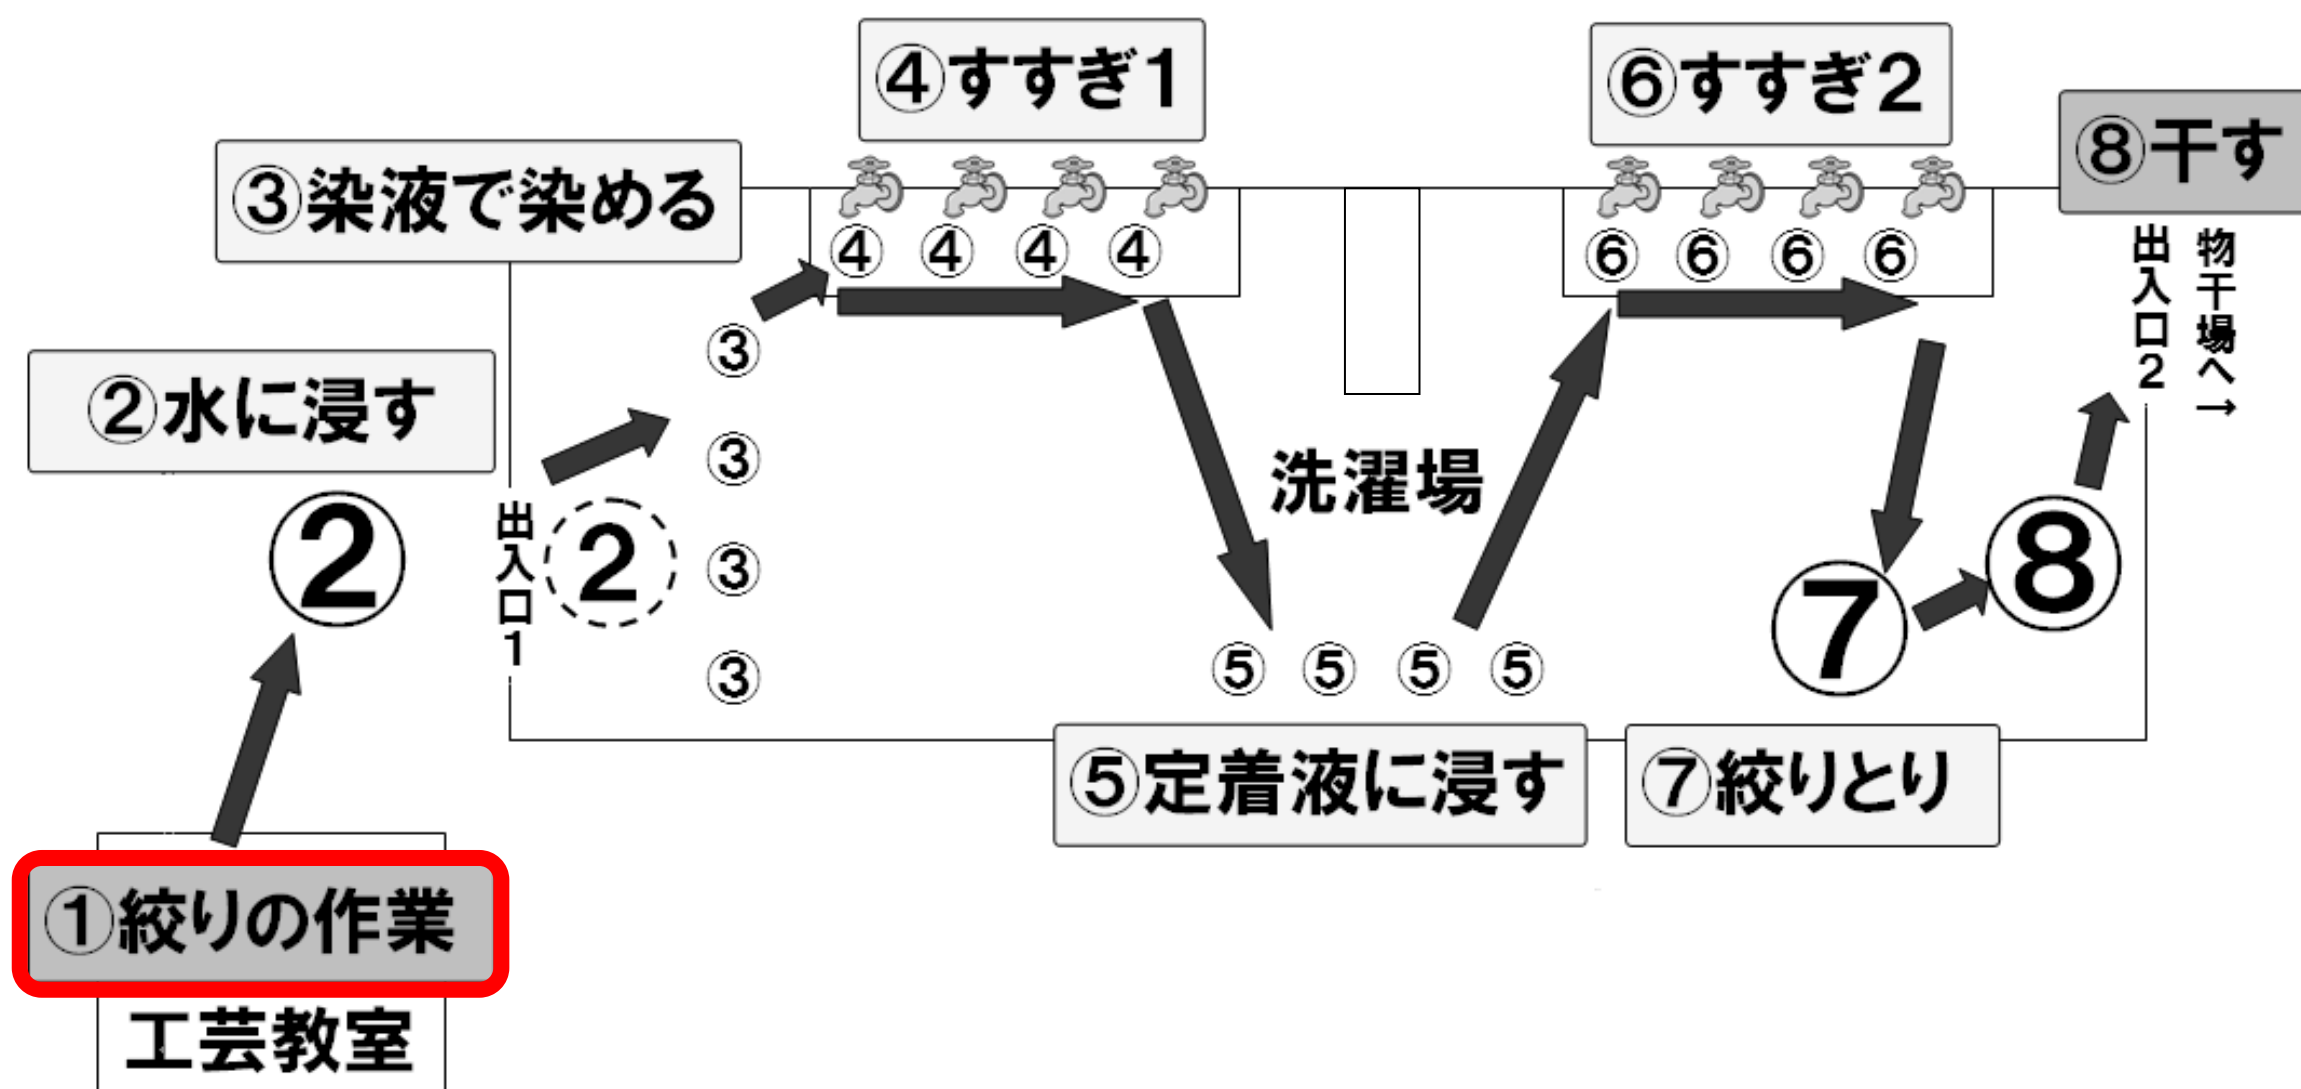 ④すすぎ1
⑥すすぎ2
⑧干す
③染液で染める
④ ④ ④ ④
⑥ ⑥ ⑥ ⑥
出入口2
物干場へ→
③
②水に浸す
③
洗濯場
②
出入口1
②
③
⑧
⑦
③
⑤ ⑤ ⑤ ⑤
⑤定着液に浸す
⑦絞りとり
①絞りの作業
工芸教室